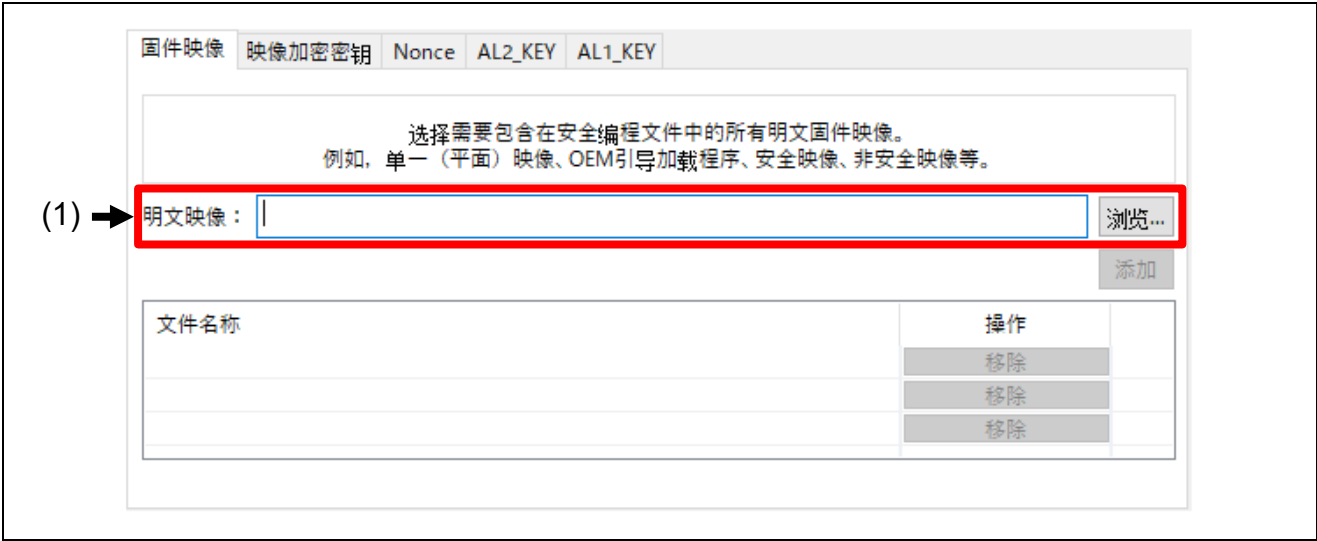 固件映像 映像加密密钥 Nonce AL2_KEY AL1_KEY
选择需要包含在安全编程文件中的所有明文固件映像。
例如，单一（平面）映像、OEM引导加载程序、安全映像、非安全映像等。
(1) 明文映像： 浏览...
添加
文件名称 操作
移除
移除
移除